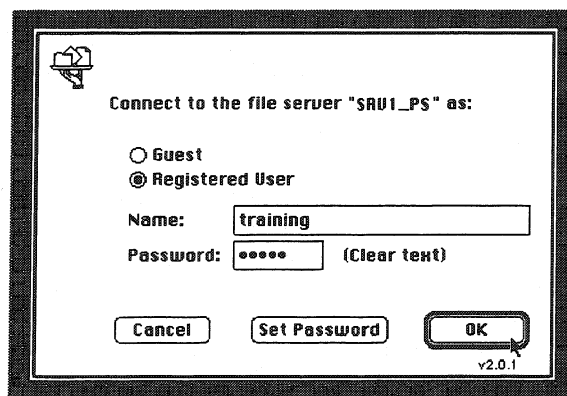 Connect to the file server "SRV1_PS" as:
Guest
Registered User
Name: training
Password: ••••• (Clear text)
Cancel Set Password OK
v2.0.1